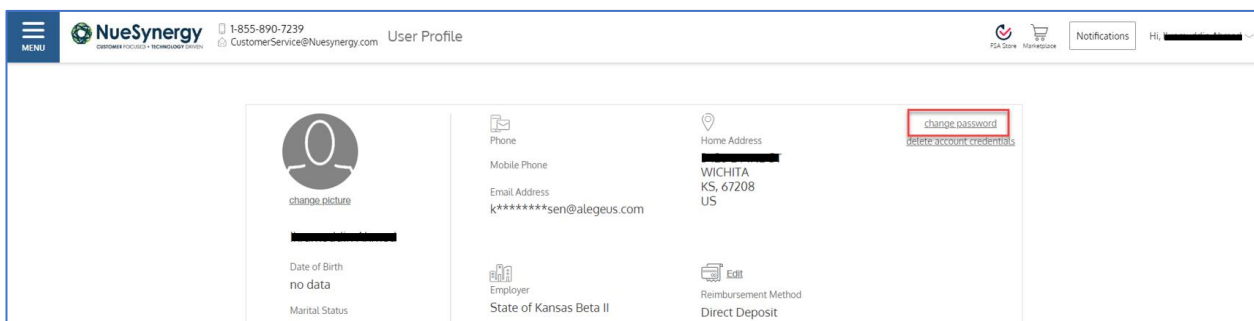 MENU
NueSynergy
CUSTOMER FOCUSED • TECHNOLOGY DRIVEN
1-855-890-7239
CustomerService@Nuesynergy.com
User Profile
FSA Store
Marketplace
Notifications
Hi,
change picture
Date of Birth
no data
Marital Status
Phone
Mobile Phone
Email Address
k********sen@alegeus.com
Employer
State of Kansas Beta II
Home Address
WICHITA
KS, 67208
US
Edit
Reimbursement Method
Direct Deposit
change password
delete account credentials